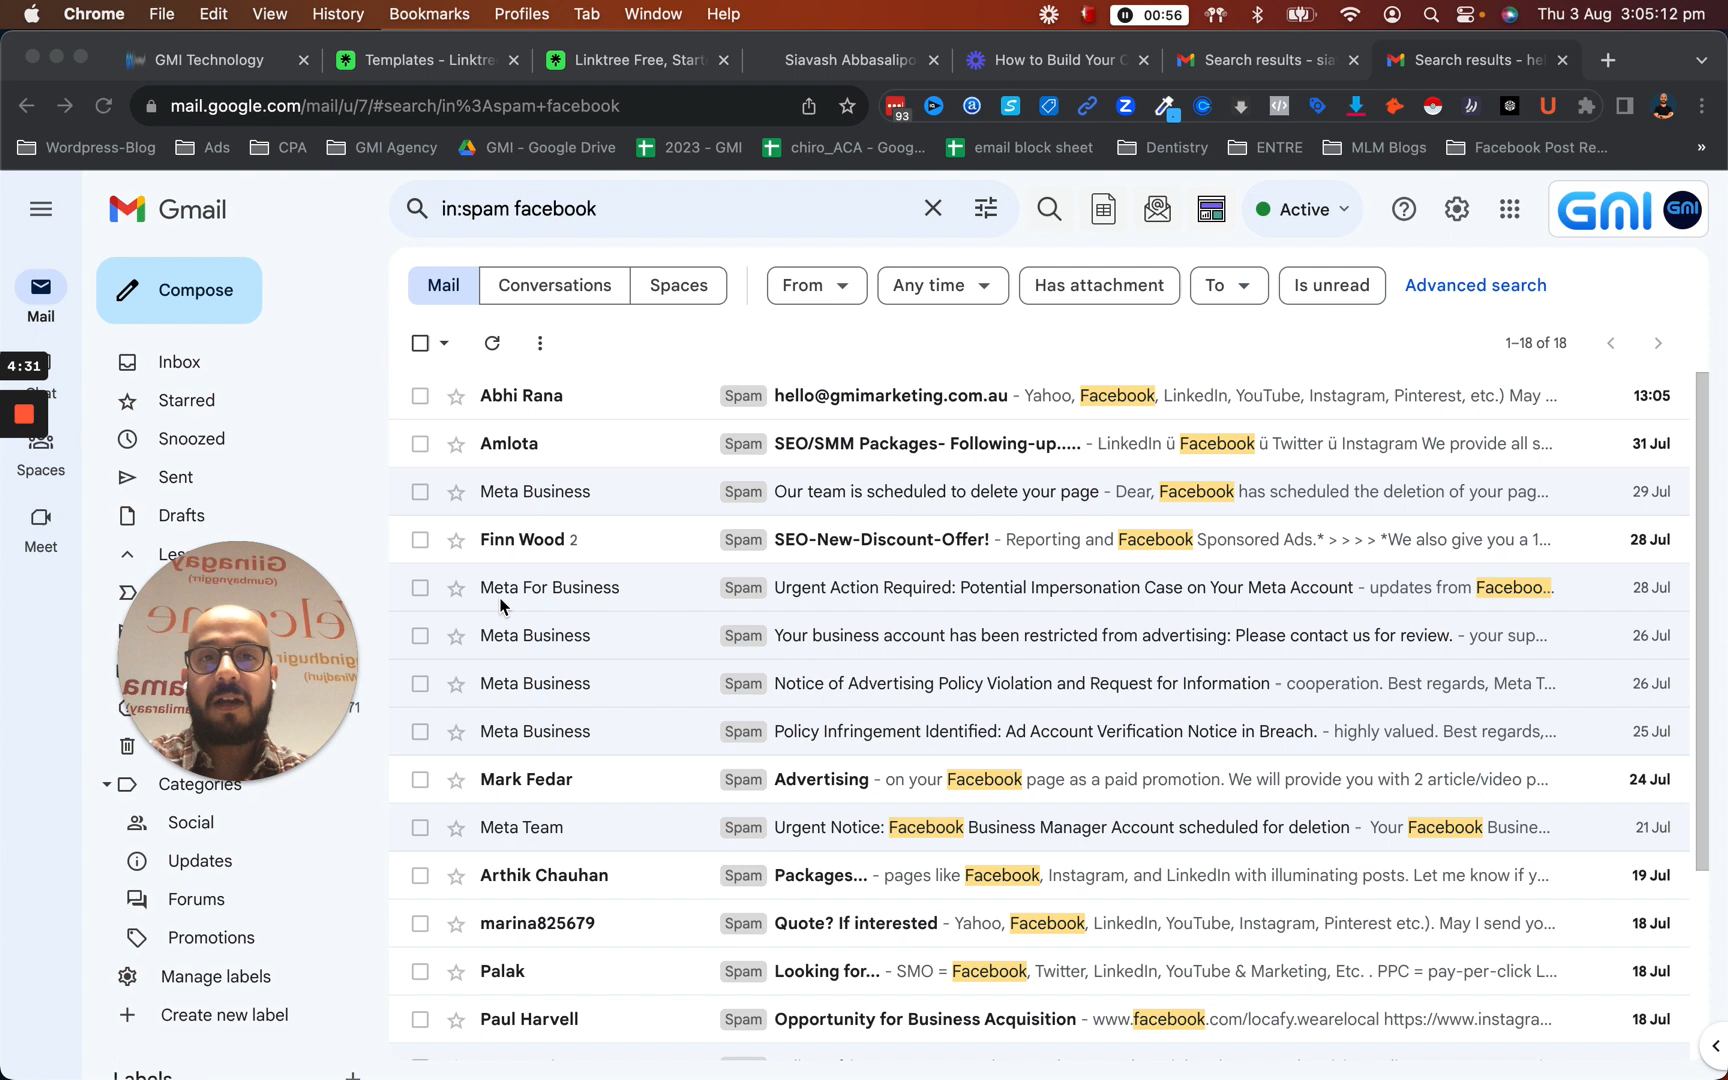 Chrome File Edit View History Bookmarks Profiles Tab Window Help 00:56 Thu 3 Aug 3:05:12 pm
GMI Technology Templates - Linktre Linktree Free, Start Siavash Abbasalipo How to Build Your C Search results - sia Search results - hel
mail.google.com/mail/u/7/#search/in%3Aspam+facebook 93
Wordpress-Blog Ads CPA GMI Agency GMI - Google Drive 2023 - GMI chiro_ACA - Goog... email block sheet Dentistry ENTRE MLM Blogs Facebook Post Re... »
Gmail in:spam facebook Active GMI GMI
Compose
Mail Conversations Spaces From Any time Has attachment To Is unread Advanced search
Mail
1–18 of 18
Inbox
4:31
Starred
Snoozed
Spaces
Sent
Drafts
Meet
Les
Giinagay
(Gumbaynggirr)
elcome
71
Categories
Social
Updates
Forums
Promotions
Manage labels
Create new label
Labels
Abhi Rana Spam hello@gmimarketing.com.au - Yahoo, Facebook, LinkedIn, YouTube, Instagram, Pinterest, etc.) May ... 13:05
Amlota Spam SEO/SMM Packages- Following-up..... - LinkedIn ü Facebook ü Twitter ü Instagram We provide all s... 31 Jul
Meta Business Spam Our team is scheduled to delete your page - Dear, Facebook has scheduled the deletion of your pag... 29 Jul
Finn Wood 2 Spam SEO-New-Discount-Offer! - Reporting and Facebook Sponsored Ads.* > > > > *We also give you a 1... 28 Jul
Meta For Business Spam Urgent Action Required: Potential Impersonation Case on Your Meta Account - updates from Faceboo... 28 Jul
Meta Business Spam Your business account has been restricted from advertising: Please contact us for review. - your sup... 26 Jul
Meta Business Spam Notice of Advertising Policy Violation and Request for Information - cooperation. Best regards, Meta T... 26 Jul
Meta Business Spam Policy Infringement Identified: Ad Account Verification Notice in Breach. - highly valued. Best regards,... 25 Jul
Mark Fedar Spam Advertising - on your Facebook page as a paid promotion. We will provide you with 2 article/video p... 24 Jul
Meta Team Spam Urgent Notice: Facebook Business Manager Account scheduled for deletion - Your Facebook Busine... 21 Jul
Arthik Chauhan Spam Packages... - pages like Facebook, Instagram, and LinkedIn with illuminating posts. Let me know if y... 19 Jul
marina825679 Spam Quote? If interested - Yahoo, Facebook, LinkedIn, YouTube, Instagram, Pinterest etc.). May I send yo... 18 Jul
Palak Spam Looking for... - SMO = Facebook, Twitter, LinkedIn, YouTube & Marketing, Etc. . PPC = pay-per-click L... 18 Jul
Paul Harvell Spam Opportunity for Business Acquisition - www.facebook.com/locafy.wearelocal https://www.instagra... 18 Jul